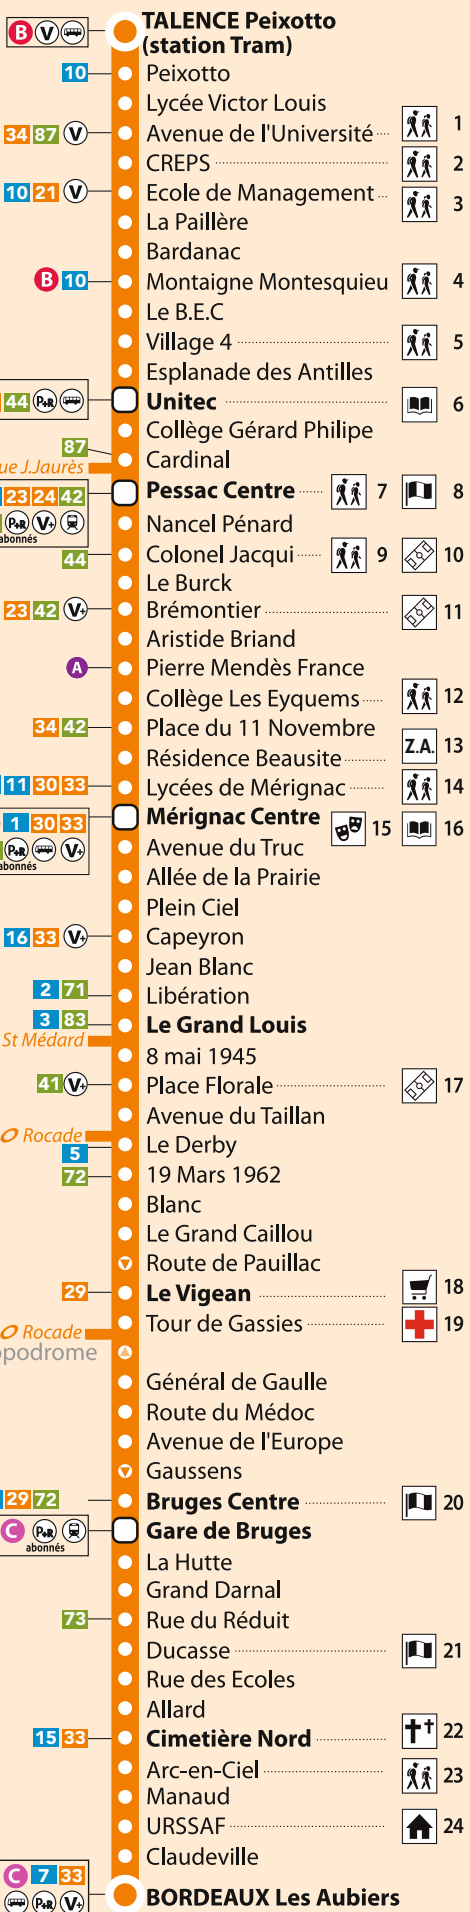 B V TALENCE Peixotto
(station Tram)
10 Peixotto
Lycée Victor Louis
34 87 V Avenue de l'Université 1
CREPS 2
10 21 V Ecole de Management 3
La Paillère
Bardanac
B 10 Montaigne Montesquieu 4
Le B.E.C
Village 4 5
Esplanade des Antilles
44 P+R Unitec 6
Collège Gérard Philipe
87 Cardinal
J.Jaurès
23 24 42 Pessac Centre 7 8
P+R V+
abonnés
Nancel Pénard
44 Colonel Jacqui 9 10
Le Burck
23 42 V+ Brémontier 11
Aristide Briand
A Pierre Mendès France
Collège Les Eyquems 12
34 42 Place du 11 Novembre
Résidence Beausite Z.A. 13
11 30 33 Lycées de Mérignac 14
1 30 33 Mérignac Centre 15 16
P+R V+
abonnés
Avenue du Truc
Allée de la Prairie
Plein Ciel
16 33 V+ Capeyron
Jean Blanc
2 71 Libération
3 83 Le Grand Louis
St Médard
8 mai 1945
41 V+ Place Florale 17
Avenue du Taillan
Rocade
5 Le Derby
72 19 Mars 1962
Blanc
Le Grand Caillou
Route de Pauillac
29 Le Vigean 18
Tour de Gassies 19
Rocade
Général de Gaulle
Route du Médoc
Avenue de l'Europe
Gaussens
29 72 Bruges Centre 20
C P+R Gare de Bruges
abonnés
La Hutte
Grand Darnal
73 Rue du Réduit
Ducasse 21
Rue des Ecoles
Allard
15 33 Cimetière Nord 22
Arc-en-Ciel 23
Manaud
URSSAF 24
Claudeville
C 7 33 BORDEAUX Les Aubiers
P+R V+